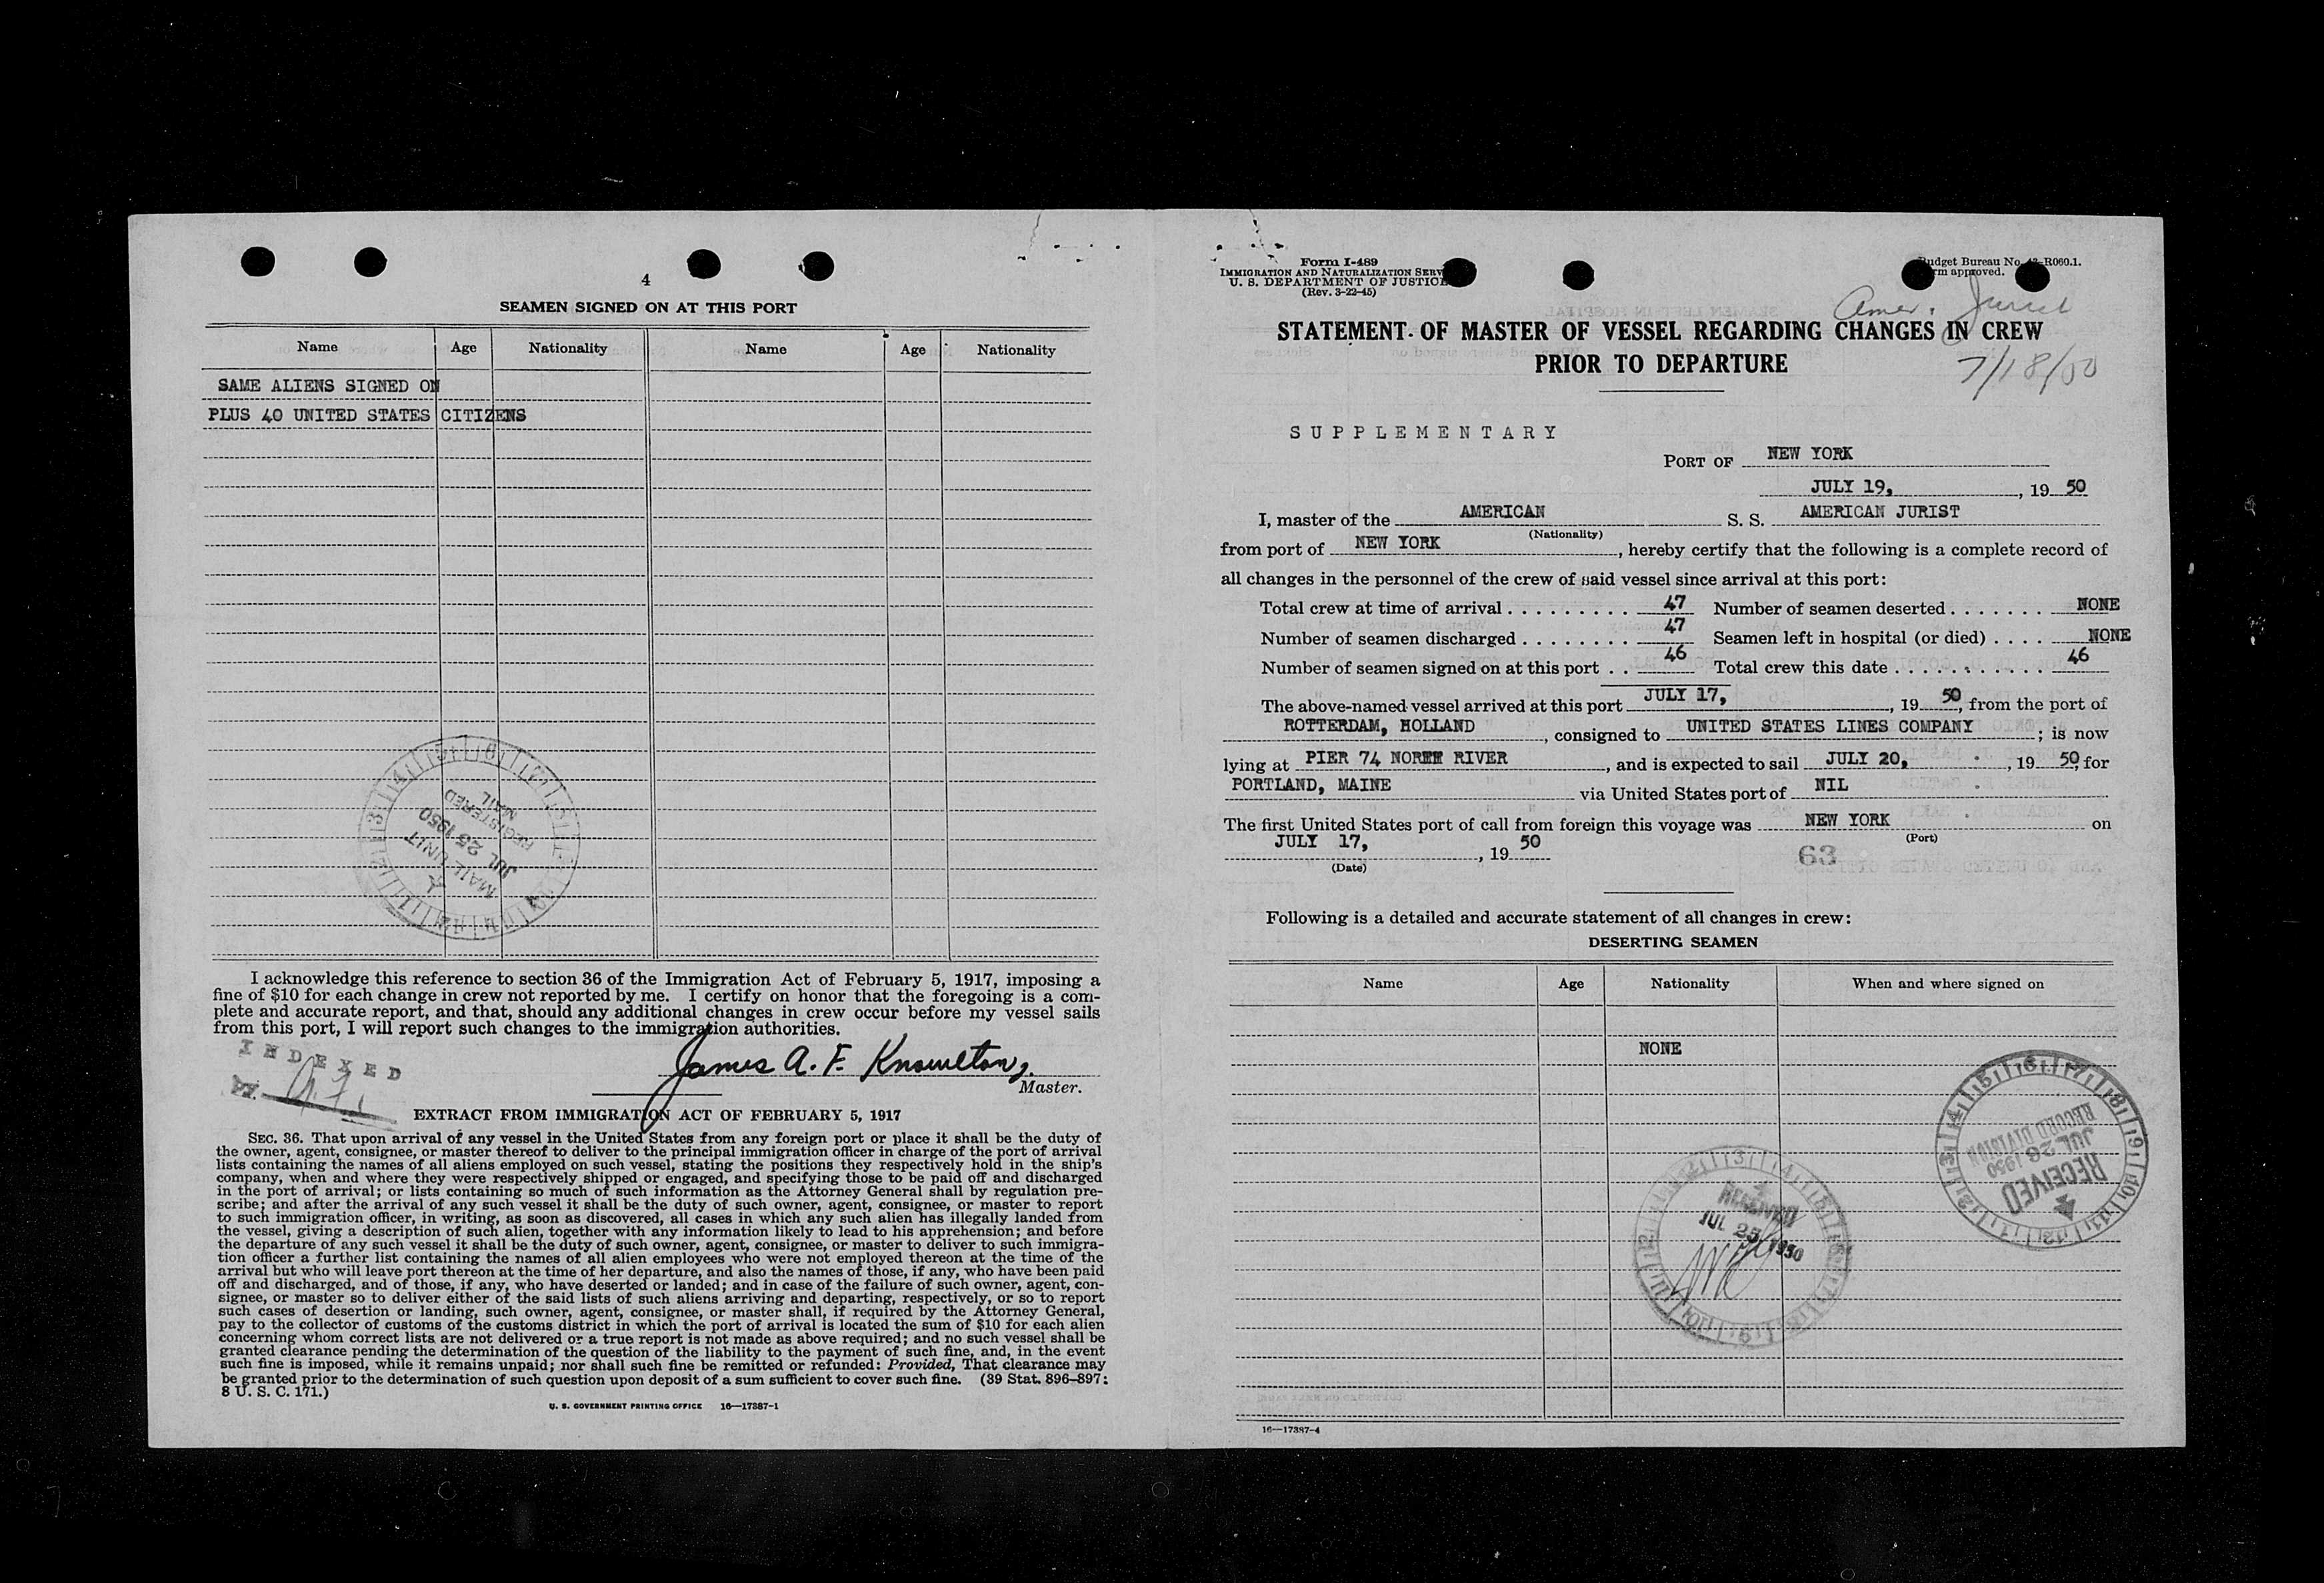 4
SEAMEN SIGNED ON AT THIS PORT
Name Age Nationality Name Age Nationality
SAME ALIENS SIGNED ON
PLUS 40 UNITED STATES CITIZENS
REGISTERED
MAIL
JUL 25 1950
MAIL UNIT
I acknowledge this reference to section 36 of the Immigration Act of February 5, 1917, imposing a
fine of $10 for each change in crew not reported by me. I certify on honor that the foregoing is a com-
plete and accurate report, and that, should any additional changes in crew occur before my vessel sails
from this port, I will report such changes to the immigration authorities.
INDEXED
James A. F. Knowlton,
Master.
EXTRACT FROM IMMIGRATION ACT OF FEBRUARY 5, 1917
SEC. 36. That upon arrival of any vessel in the United States from any foreign port or place it shall be the duty of
the owner, agent, consignee, or master thereof to deliver to the principal immigration officer in charge of the port of arrival
lists containing the names of all aliens employed on such vessel, stating the positions they respectively hold in the ship's
company, when and where they were respectively shipped or engaged, and specifying those to be paid off and discharged
in the port of arrival; or lists containing so much of such information as the Attorney General shall by regulation pre-
scribe; and after the arrival of any such vessel it shall be the duty of such owner, agent, consignee, or master to report
to such immigration officer, in writing, as soon as discovered, all cases in which any such alien has illegally landed from
the vessel, giving a description of such alien, together with any information likely to lead to his apprehension; and before
the departure of any such vessel it shall be the duty of such owner, agent, consignee, or master to deliver to such immigra-
tion officer a further list containing the names of all alien employees who were not employed thereon at the time of the
arrival but who will leave port thereon at the time of her departure, and also the names of those, if any, who have been paid
off and discharged, and of those, if any, who have deserted or landed; and in case of the failure of such owner, agent, con-
signee, or master so to deliver either of the said lists of such aliens arriving and departing, respectively, or so to report
such cases of desertion or landing, such owner, agent, consignee, or master shall, if required by the Attorney General,
pay to the collector of customs of the customs district in which the port of arrival is located the sum of $10 for each alien
concerning whom correct lists are not delivered or a true report is not made as above required; and no such vessel shall be
granted clearance pending the determination of the question of the liability to the payment of such fine, and, in the event
such fine is imposed, while it remains unpaid; nor shall such fine be remitted or refunded: Provided, That clearance may
be granted prior to the determination of such question upon deposit of a sum sufficient to cover such fine. (39 Stat. 896–897:
8 U. S. C. 171.)
U. S. GOVERNMENT PRINTING OFFICE 16—17387-1
Form I-489
IMMIGRATION AND NATURALIZATION SERV
U. S. DEPARTMENT OF JUSTICE
(Rev. 3-22-45)
Budget Bureau No. 43-R060.1.
Form approved.
Amer. Jurist
STATEMENT OF MASTER OF VESSEL REGARDING CHANGES IN CREW
PRIOR TO DEPARTURE
7/18/50
SUPPLEMENTARY
PORT OF NEW YORK
JULY 19, , 19 50
I, master of the AMERICAN S. S. AMERICAN JURIST
(Nationality)
from port of NEW YORK , hereby certify that the following is a complete record of
all changes in the personnel of the crew of said vessel since arrival at this port:
Total crew at time of arrival . . . . . . . . . 47 Number of seamen deserted . . . . . . . NONE
Number of seamen discharged . . . . . . . . 47 Seamen left in hospital (or died) . . . . NONE
Number of seamen signed on at this port . . 46 Total crew this date . . . . . . . . . . . 46
The above-named vessel arrived at this port JULY 17, , 19 50, from the port of
ROTTERDAM, HOLLAND , consigned to UNITED STATES LINES COMPANY ; is now
lying at PIER 74 NORTH RIVER , and is expected to sail JULY 20, , 19 50, for
PORTLAND, MAINE via United States port of NIL
The first United States port of call from foreign this voyage was NEW YORK on
(Port)
JULY 17, , 19 50
(Date)
63
Following is a detailed and accurate statement of all changes in crew:
DESERTING SEAMEN
Name Age Nationality When and where signed on
NONE
RECEIVED
JUL 26 1950
RECORD DIVISION
RECEIVED
JUL 25 1950
16—17387-4